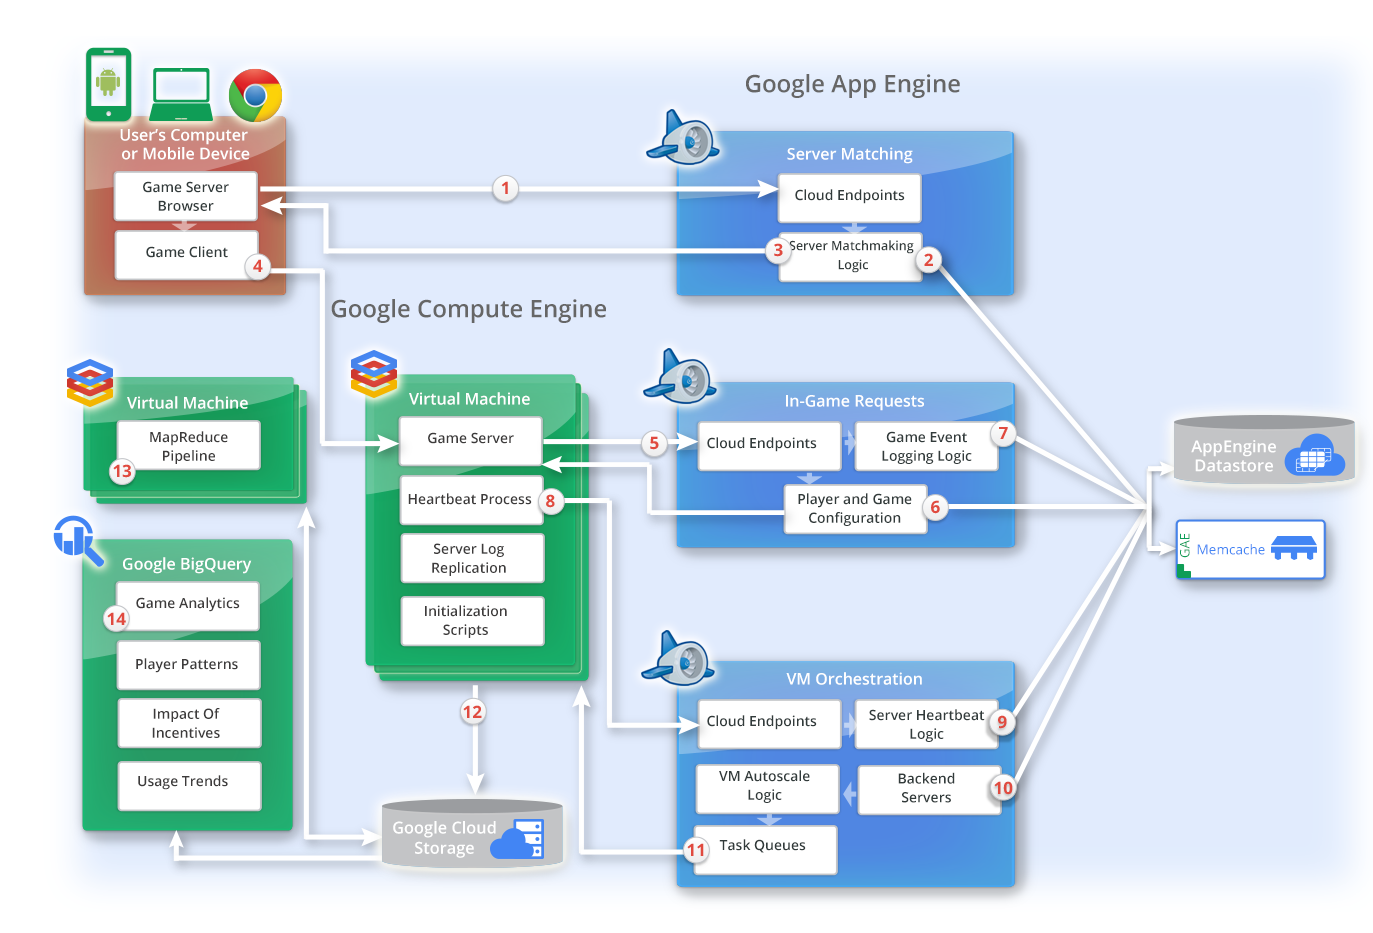 Google App Engine
User's Computer
or Mobile Device
Game Server
Browser
Game Client
4
1
3
Server Matching
Cloud Endpoints
Server Matchmaking
Logic
2
Google Compute Engine
Virtual Machine
MapReduce
Pipeline
13
Virtual Machine
Game Server
Heartbeat Process
8
Server Log
Replication
Initialization
Scripts
5
In-Game Requests
Cloud Endpoints
Game Event
Logging Logic
7
Player and Game
Configuration
6
AppEngine
Datastore
GAE
Memcache
Google BigQuery
Game Analytics
14
Player Patterns
Impact Of
Incentives
Usage Trends
12
Google Cloud
Storage
VM Orchestration
Cloud Endpoints
Server Heartbeat
Logic
9
VM Autoscale
Logic
Backend
Servers
10
11
Task Queues